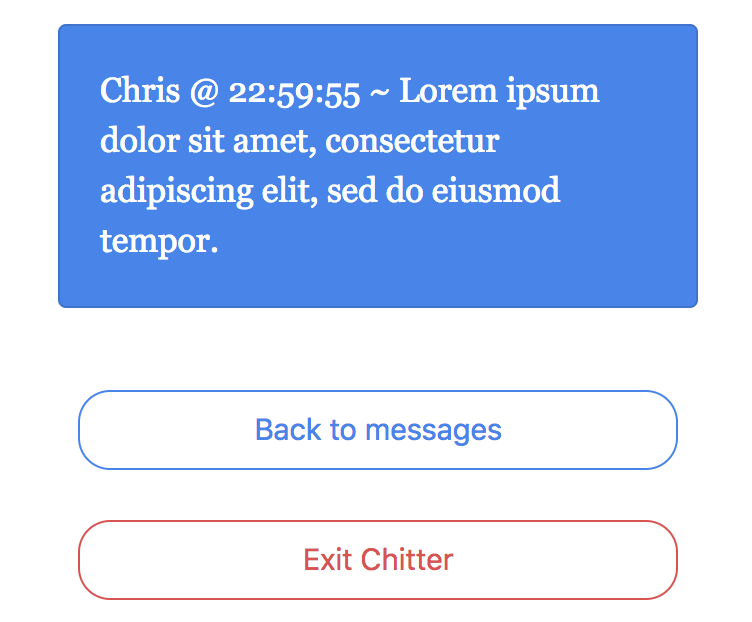 Chris @ 22:59:55 ~ Lorem ipsum
dolor sit amet, consectetur
adipiscing elit, sed do eiusmod
tempor.
Back to messages
Exit Chitter